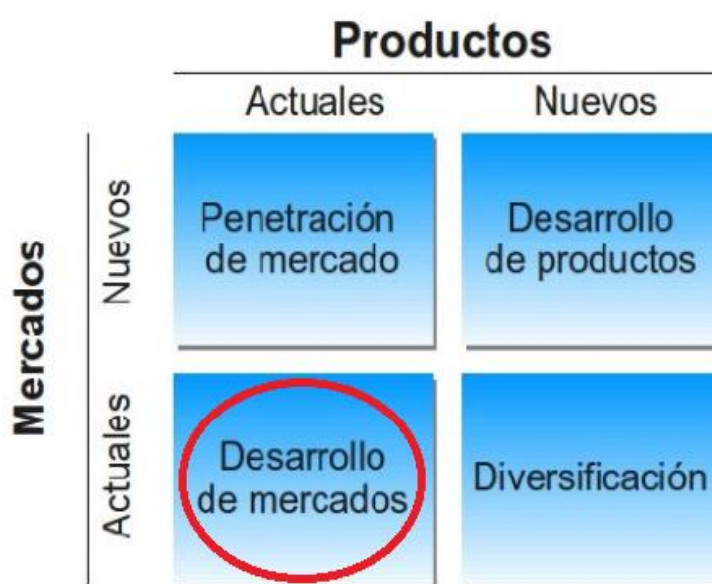 Productos
Actuales
Nuevos
Mercados
Nuevos
Penetración
de mercado
Desarrollo
de productos
Actuales
Desarrollo
de mercados
Diversificación